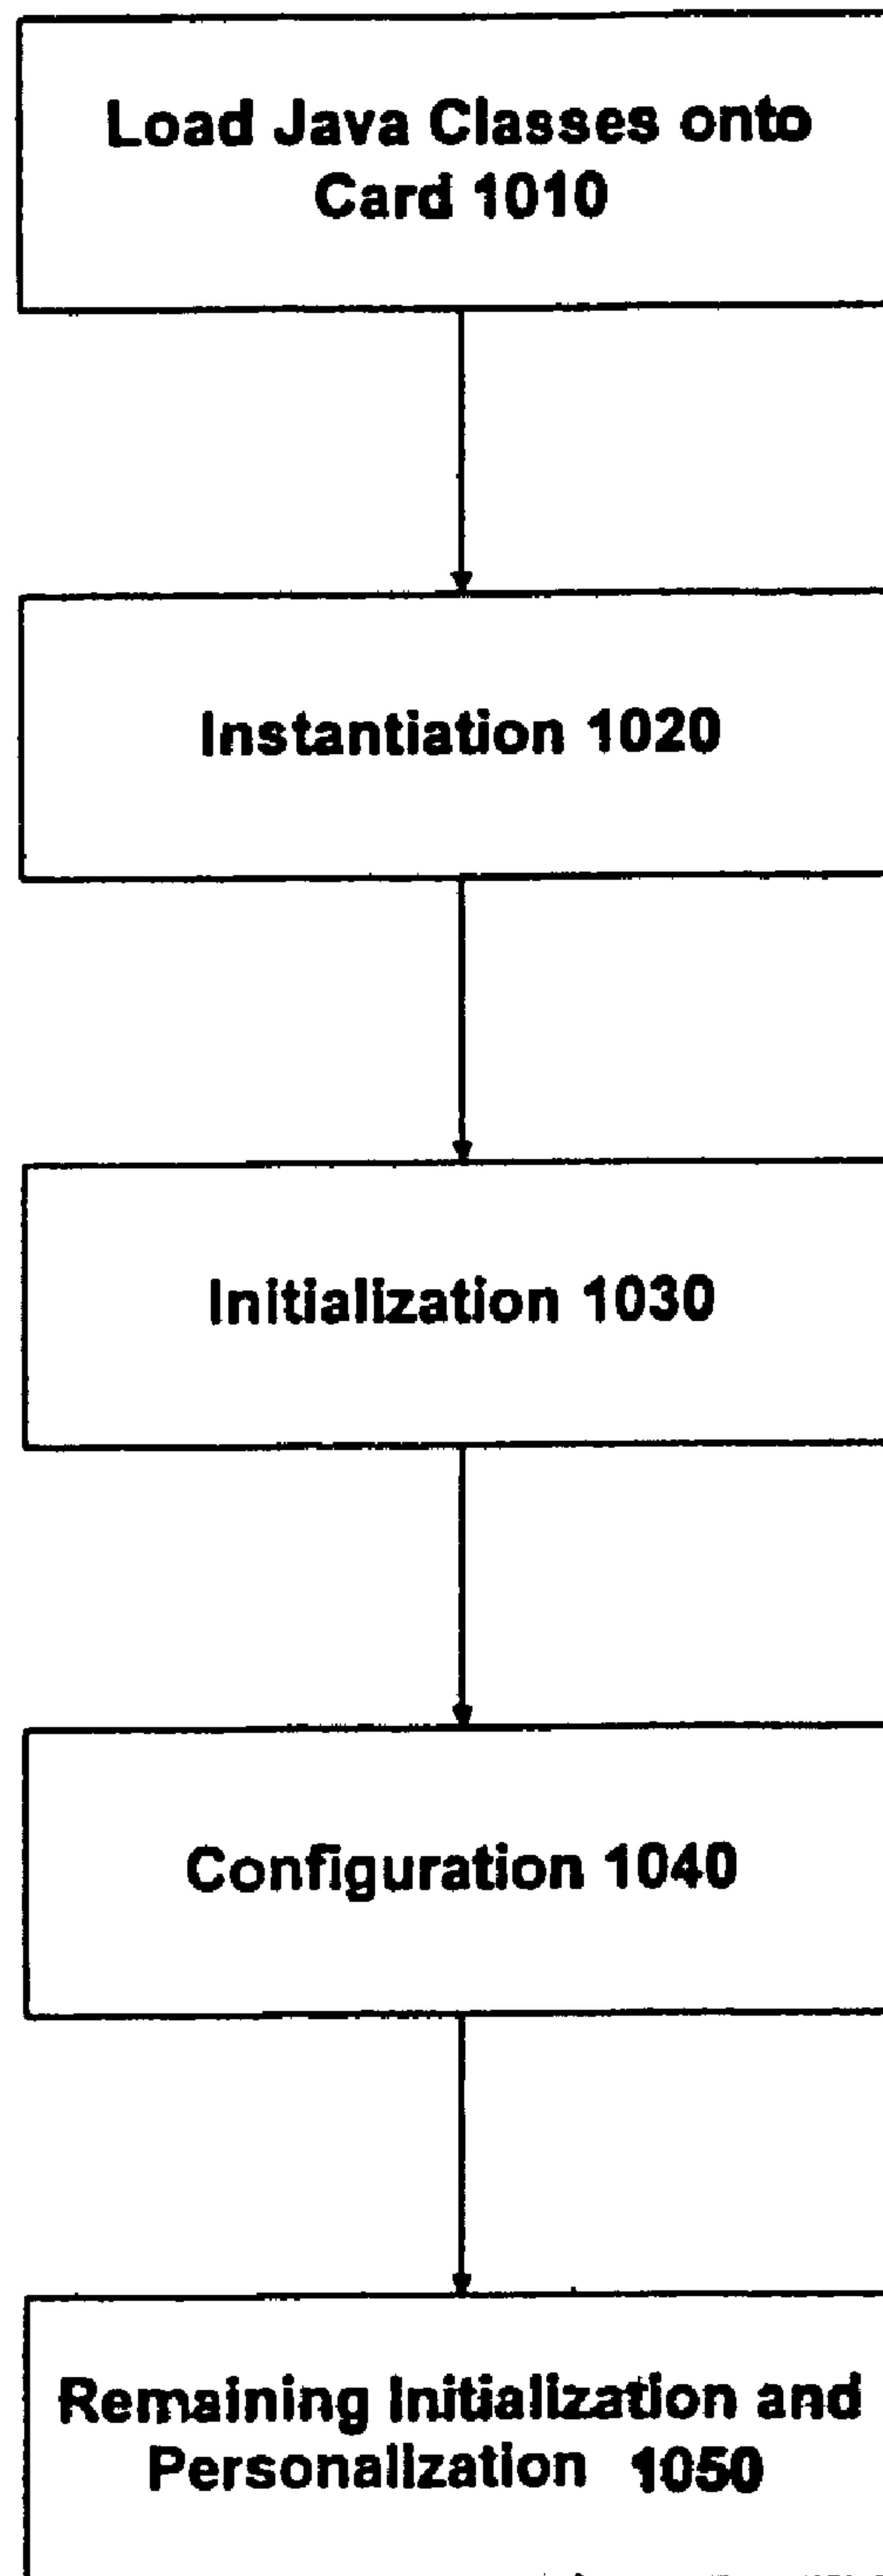 Load Java Classes onto
Card 1010
Instantiation 1020
Initialization 1030
Configuration 1040
Remaining Initialization and
Personalization 1050